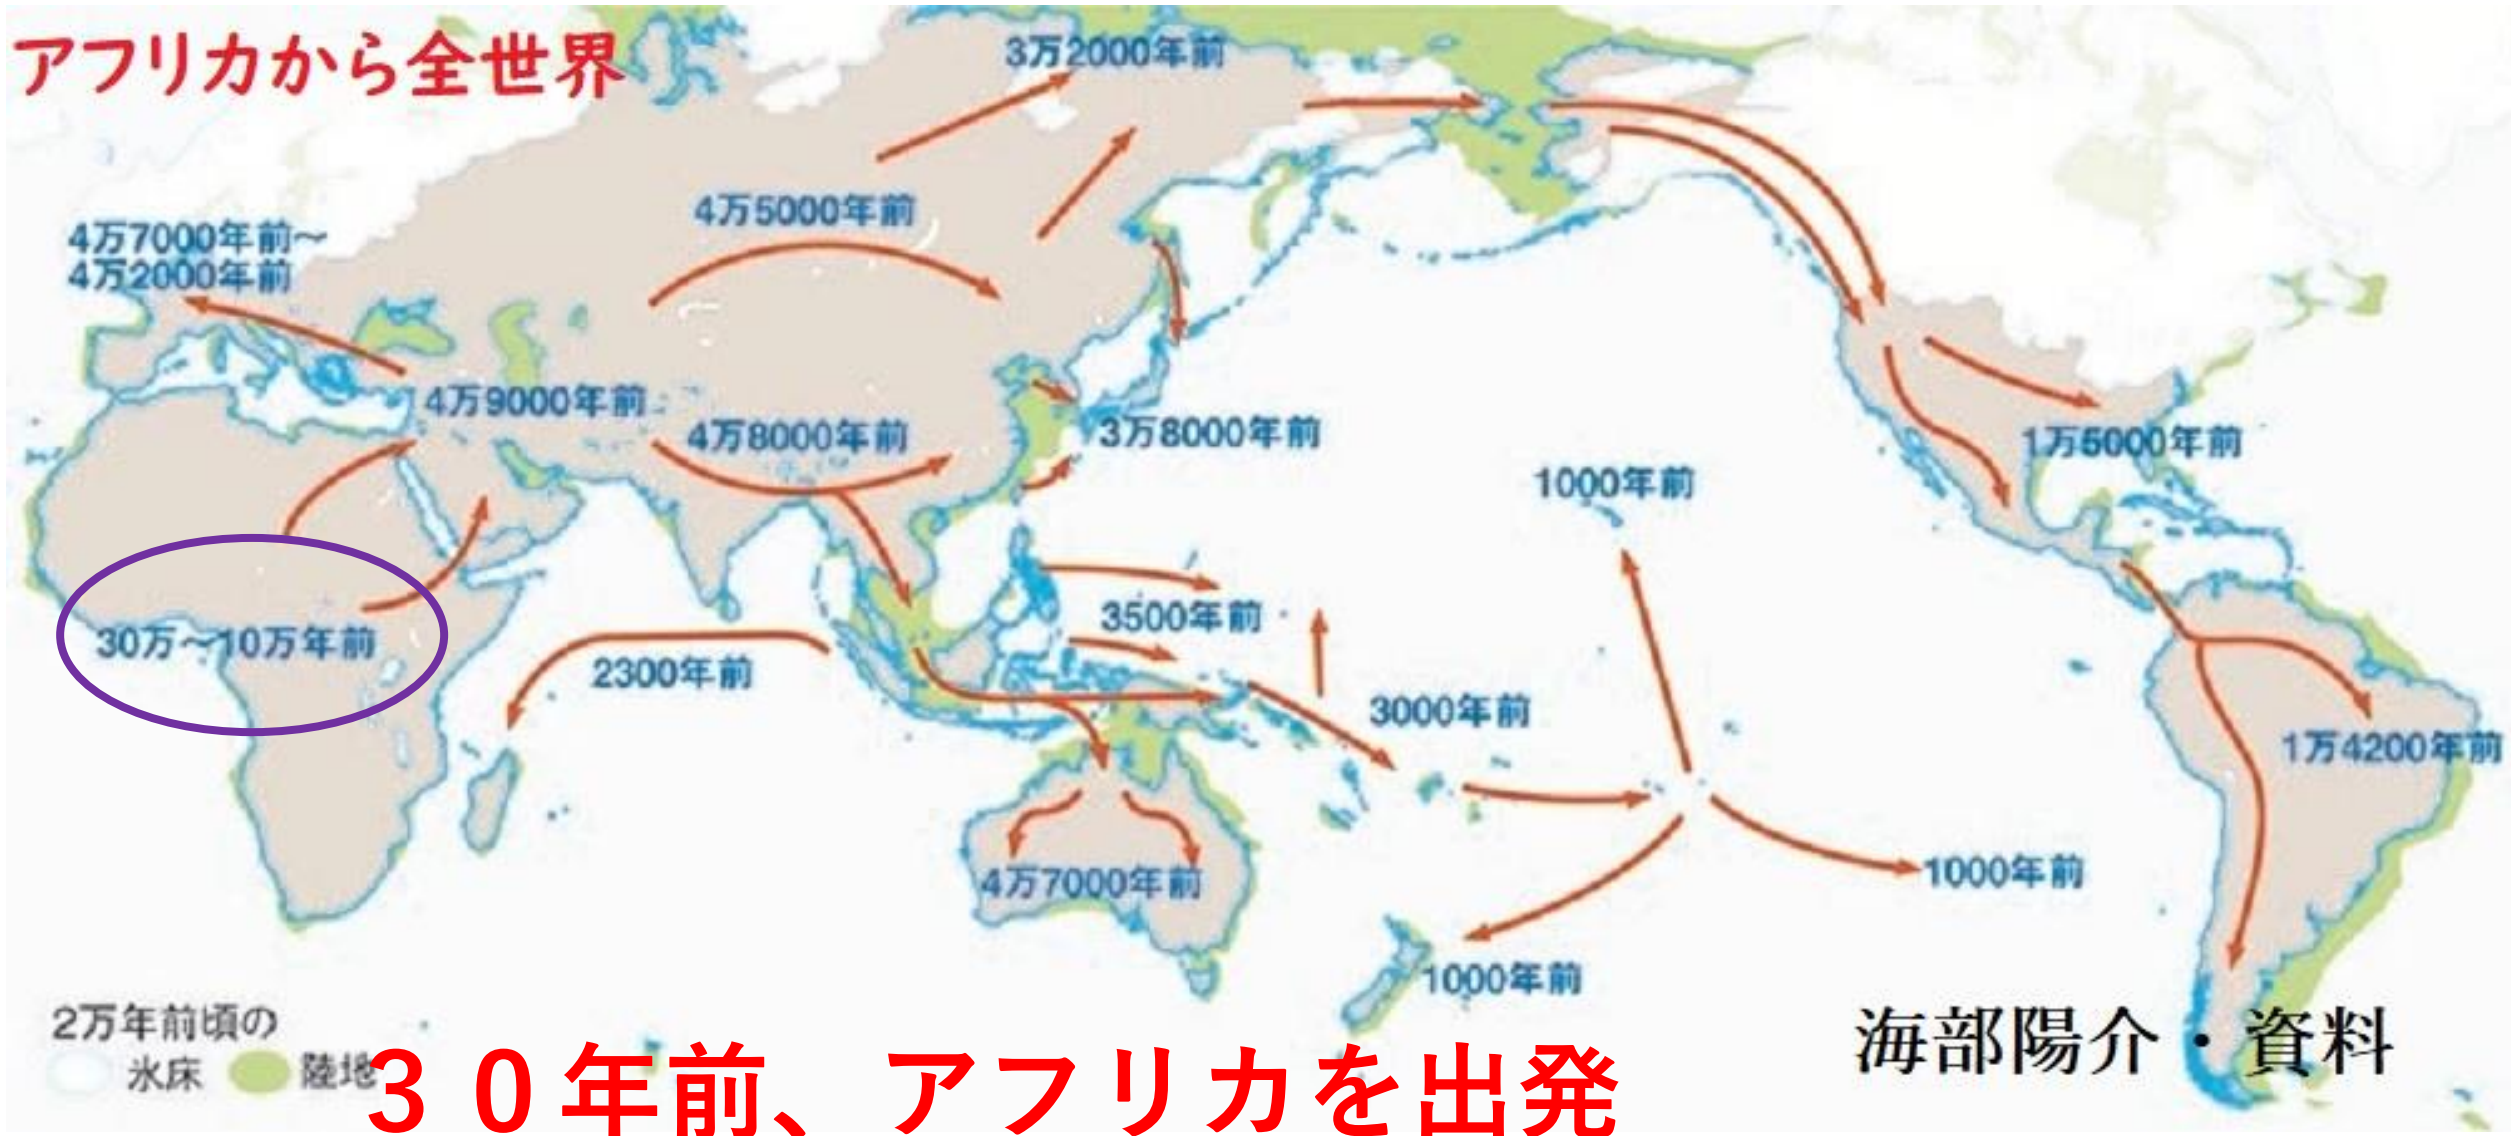 アフリカから全世界
3万2000年前
4万5000年前
4万7000年前～
4万2000年前
4万9000年前
4万8000年前
3万8000年前
1万5000年前
1000年前
30万～10万年前
3500年前
2300年前
3000年前
1万4200年前
4万7000年前
1000年前
1000年前
2万年前頃の
氷床 陸地
海部陽介・資料
３０年前、アフリカを出発